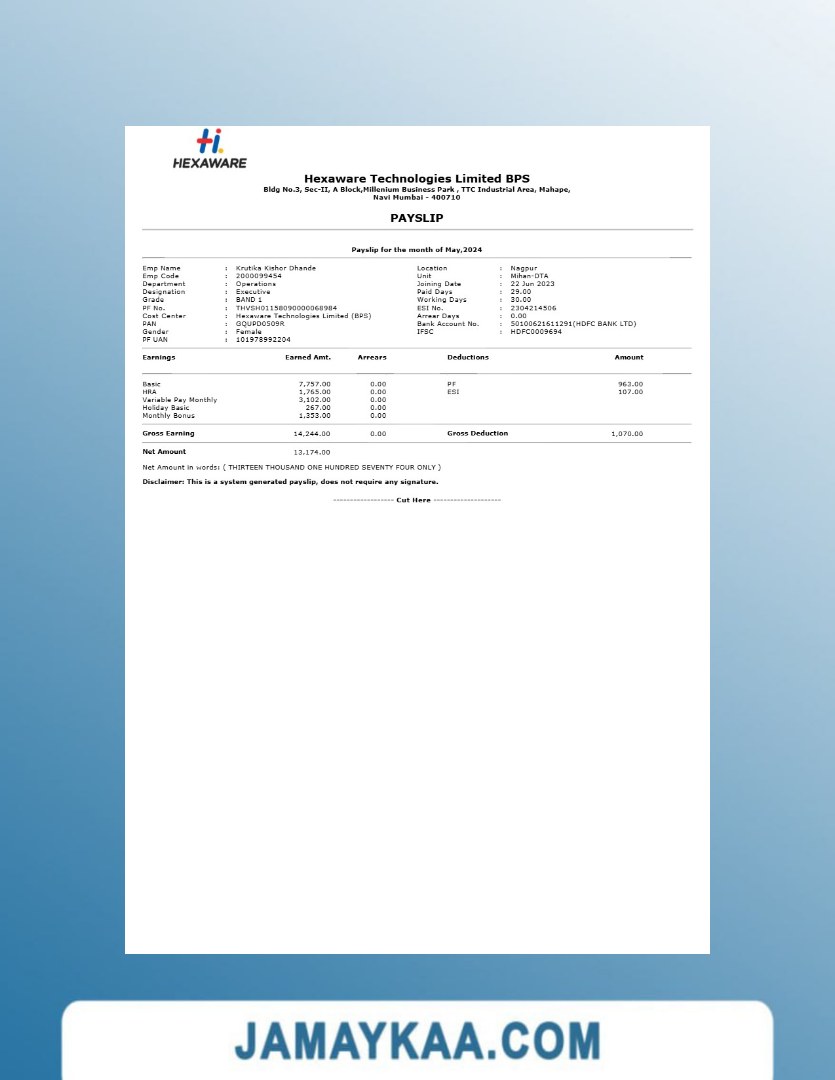 Hi.
HEXAWARE
Hexaware Technologies Limited BPS
Bldg No.3, Sec-II, A Block,Millenium Business Park , TTC Industrial Area, Mahape,
Navi Mumbai - 400710
PAYSLIP
Payslip for the month of May,2024
Emp Name : Krutika Kishor Dhande Location : Nagpur
Emp Code : 2000099454 Unit : Mihan-DTA
Department : Operations Joining Date : 22 Jun 2023
Designation : Executive Paid Days : 29.00
Grade : BAND 1 Working Days : 30.00
PF No. : THVSH01158090000068984 ESI No. : 2304214506
Cost Center : Hexaware Technologies Limited (BPS) Arrear Days : 0.00
PAN : GQUPD0509R Bank Account No. : 50100621611291(HDFC BANK LTD)
Gender : Female IFSC : HDFC0009694
PF UAN : 101978992204
Earnings Earned Amt. Arrears Deductions Amount
Basic 7,757.00 0.00 PF 963.00
HRA 1,765.00 0.00 ESI 107.00
Variable Pay Monthly 3,102.00 0.00
Holiday Basic 267.00 0.00
Monthly Bonus 1,353.00 0.00
Gross Earning 14,244.00 0.00 Gross Deduction 1,070.00
Net Amount 13,174.00
Net Amount in words: ( THIRTEEN THOUSAND ONE HUNDRED SEVENTY FOUR ONLY )
Disclaimer: This is a system generated payslip, does not require any signature.
------------------ Cut Here --------------------
JAMAYKAA.COM